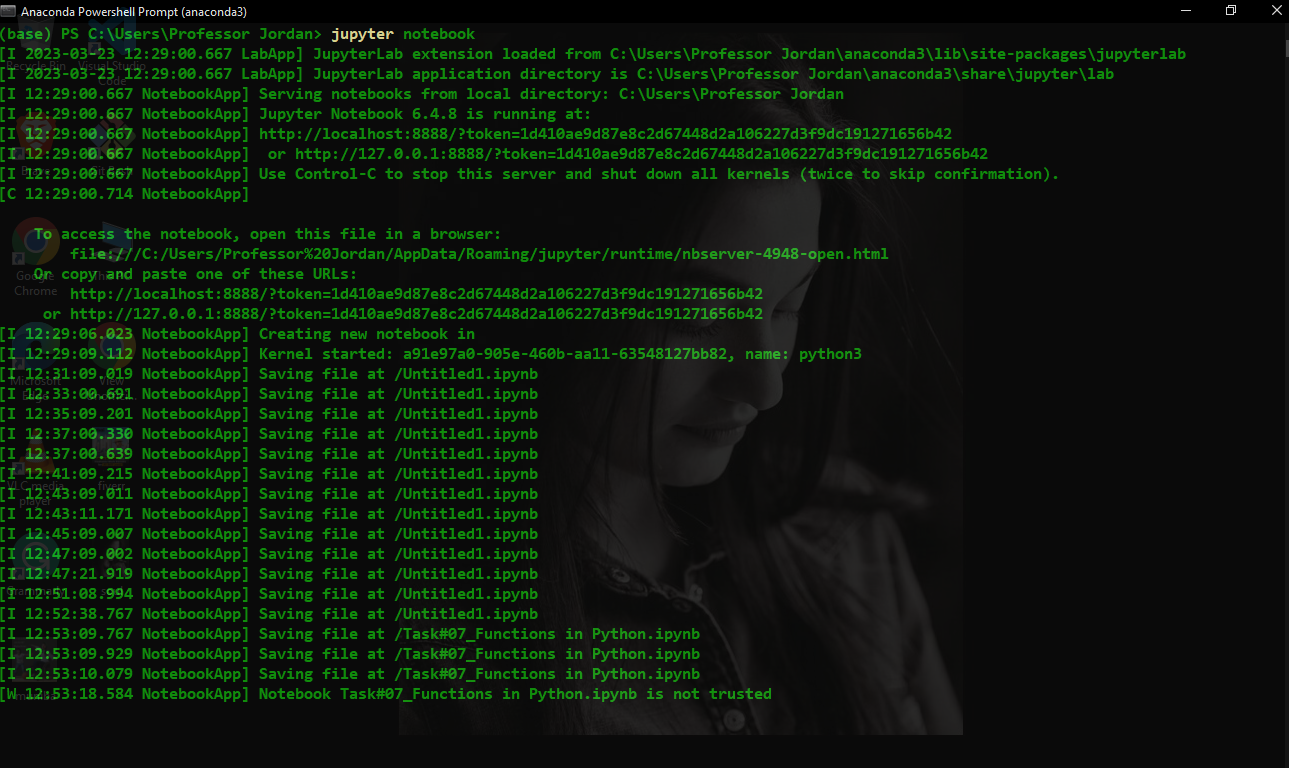 Anaconda Powershell Prompt (anaconda3)
(base) PS C:\Users\Professor Jordan> jupyter notebook
[I 2023-03-23 12:29:00.667 LabApp] JupyterLab extension loaded from C:\Users\Professor Jordan\anaconda3\lib\site-packages\jupyterlab
[I 2023-03-23 12:29:00.667 LabApp] JupyterLab application directory is C:\Users\Professor Jordan\anaconda3\share\jupyter\lab
[I 12:29:00.667 NotebookApp] Serving notebooks from local directory: C:\Users\Professor Jordan
[I 12:29:00.667 NotebookApp] Jupyter Notebook 6.4.8 is running at:
[I 12:29:00.667 NotebookApp] http://localhost:8888/?token=1d410ae9d87e8c2d67448d2a106227d3f9dc191271656b42
[I 12:29:00.667 NotebookApp]  or http://127.0.0.1:8888/?token=1d410ae9d87e8c2d67448d2a106227d3f9dc191271656b42
[I 12:29:00.667 NotebookApp] Use Control-C to stop this server and shut down all kernels (twice to skip confirmation).
[C 12:29:00.714 NotebookApp]
To access the notebook, open this file in a browser:
file:///C:/Users/Professor%20Jordan/AppData/Roaming/jupyter/runtime/nbserver-4948-open.html
Or copy and paste one of these URLs:
http://localhost:8888/?token=1d410ae9d87e8c2d67448d2a106227d3f9dc191271656b42
or http://127.0.0.1:8888/?token=1d410ae9d87e8c2d67448d2a106227d3f9dc191271656b42
[I 12:29:06.023 NotebookApp] Creating new notebook in
[I 12:29:09.112 NotebookApp] Kernel started: a91e97a0-905e-460b-aa11-63548127bb82, name: python3
[I 12:31:09.019 NotebookApp] Saving file at /Untitled1.ipynb
[I 12:33:00.691 NotebookApp] Saving file at /Untitled1.ipynb
[I 12:35:09.201 NotebookApp] Saving file at /Untitled1.ipynb
[I 12:37:00.330 NotebookApp] Saving file at /Untitled1.ipynb
[I 12:37:00.639 NotebookApp] Saving file at /Untitled1.ipynb
[I 12:41:09.215 NotebookApp] Saving file at /Untitled1.ipynb
[I 12:43:09.011 NotebookApp] Saving file at /Untitled1.ipynb
[I 12:43:11.171 NotebookApp] Saving file at /Untitled1.ipynb
[I 12:45:09.007 NotebookApp] Saving file at /Untitled1.ipynb
[I 12:47:09.002 NotebookApp] Saving file at /Untitled1.ipynb
[I 12:47:21.919 NotebookApp] Saving file at /Untitled1.ipynb
[I 12:51:08.994 NotebookApp] Saving file at /Untitled1.ipynb
[I 12:52:38.767 NotebookApp] Saving file at /Untitled1.ipynb
[I 12:53:09.767 NotebookApp] Saving file at /Task#07_Functions in Python.ipynb
[I 12:53:09.929 NotebookApp] Saving file at /Task#07_Functions in Python.ipynb
[I 12:53:10.079 NotebookApp] Saving file at /Task#07_Functions in Python.ipynb
[W 12:53:18.584 NotebookApp] Notebook Task#07_Functions in Python.ipynb is not trusted
Recycle Bin
Visual Studio
Code
Google
Chrome
Microsoft
View
VLC media
player
fiverr